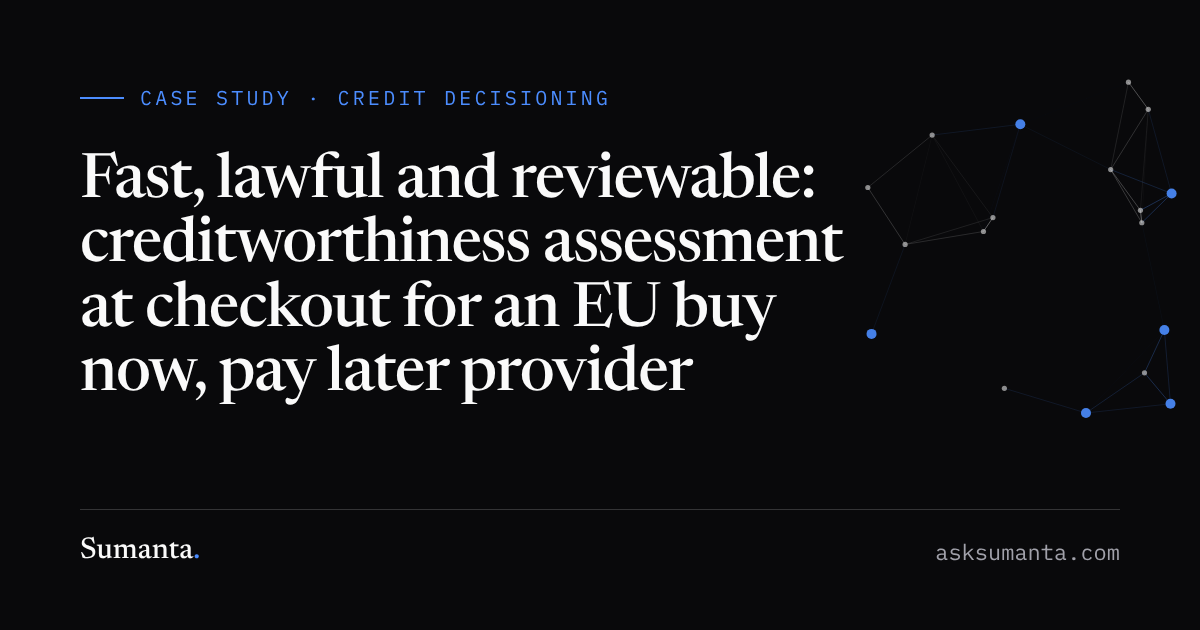 CASE STUDY · CREDIT DECISIONING
Fast, lawful and reviewable:
creditworthiness assessment
at checkout for an EU buy
now, pay later provider
Sumanta.
asksumanta.com